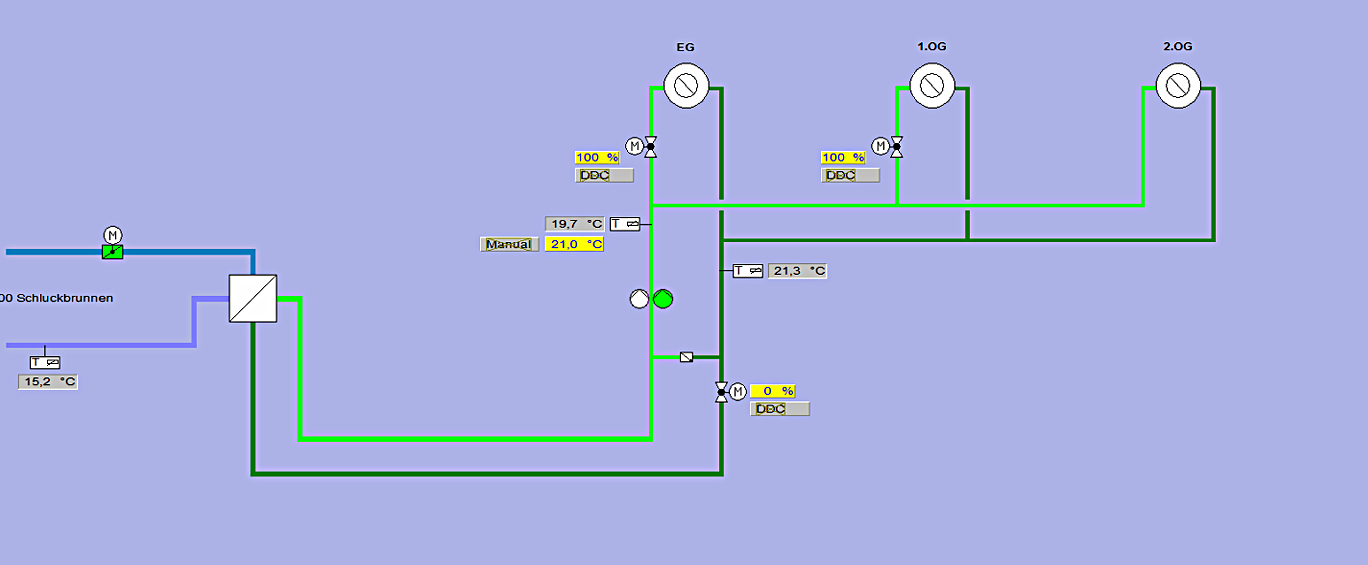 EG
1.OG
2.OG
M
M
100 %
100 %
DDC
DDC
19,7 °C
T
Manual
21,0 °C
M
T
21,3 °C
00 Schluckbrunnen
T
15,2 °C
M
0 %
DDC